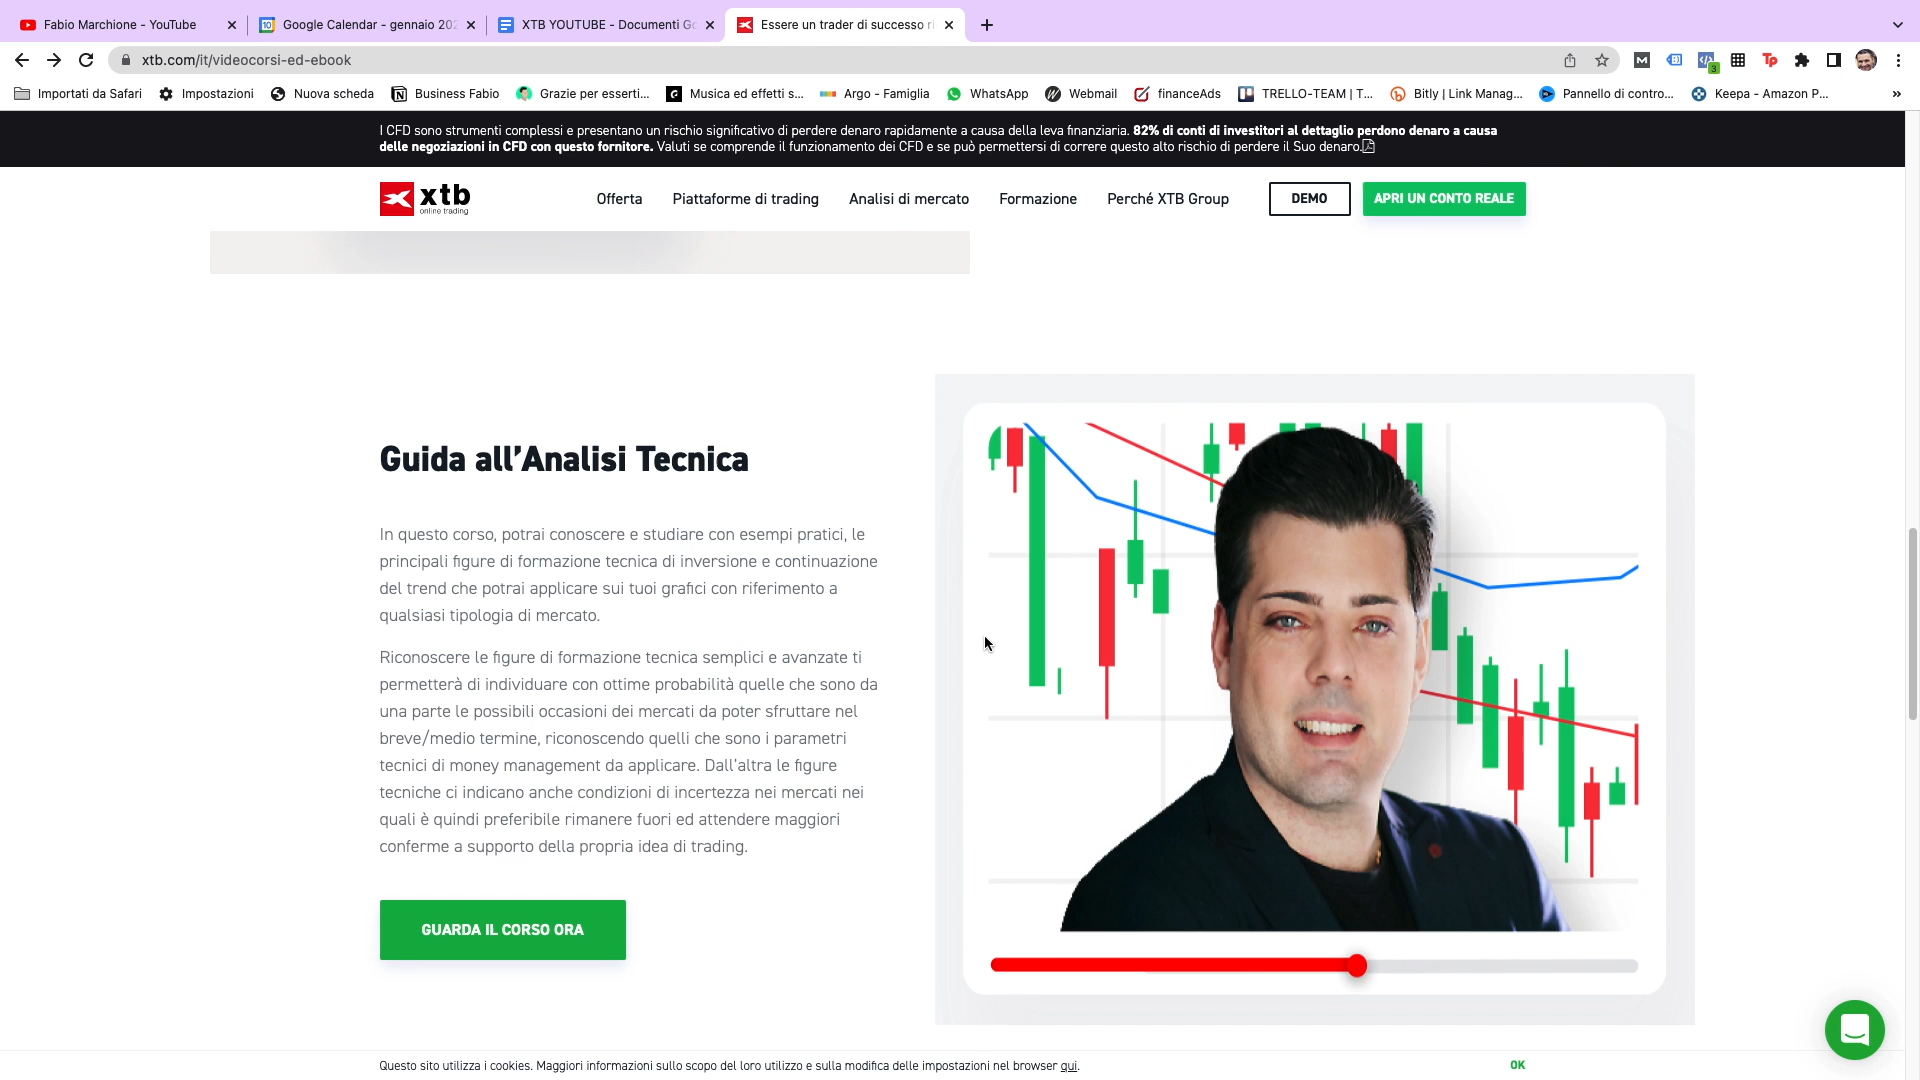 Fabio Marchione - YouTube
Google Calendar - gennaio 202
XTB YOUTUBE - Documenti Go
Essere un trader di successo ri
xtb.com/it/videocorsi-ed-ebook
Importati da Safari
Impostazioni
Nuova scheda
Business Fabio
Grazie per esserti...
Musica ed effetti s...
Argo - Famiglia
WhatsApp
Webmail
financeAds
TRELLO-TEAM | T...
Bitly | Link Manag...
Pannello di contro...
Keepa - Amazon P...
I CFD sono strumenti complessi e presentano un rischio significativo di perdere denaro rapidamente a causa della leva finanziaria. 82% di conti di investitori al dettaglio perdono denaro a causa
delle negoziazioni in CFD con questo fornitore. Valuti se comprende il funzionamento dei CFD e se può permettersi di correre questo alto rischio di perdere il Suo denaro.
xtb
online trading
Offerta
Piattaforme di trading
Analisi di mercato
Formazione
Perché XTB Group
DEMO
APRI UN CONTO REALE
Guida all'Analisi Tecnica
In questo corso, potrai conoscere e studiare con esempi pratici, le
principali figure di formazione tecnica di inversione e continuazione
del trend che potrai applicare sui tuoi grafici con riferimento a
qualsiasi tipologia di mercato.
Riconoscere le figure di formazione tecnica semplici e avanzate ti
permetterà di individuare con ottime probabilità quelle che sono da
una parte le possibili occasioni dei mercati da poter sfruttare nel
breve/medio termine, riconoscendo quelli che sono i parametri
tecnici di money management da applicare. Dall'altra le figure
tecniche ci indicano anche condizioni di incertezza nei mercati nei
quali è quindi preferibile rimanere fuori ed attendere maggiori
conferme a supporto della propria idea di trading.
GUARDA IL CORSO ORA
Questo sito utilizza i cookies. Maggiori informazioni sullo scopo del loro utilizzo e sulla modifica delle impostazioni nel browser qui.
OK